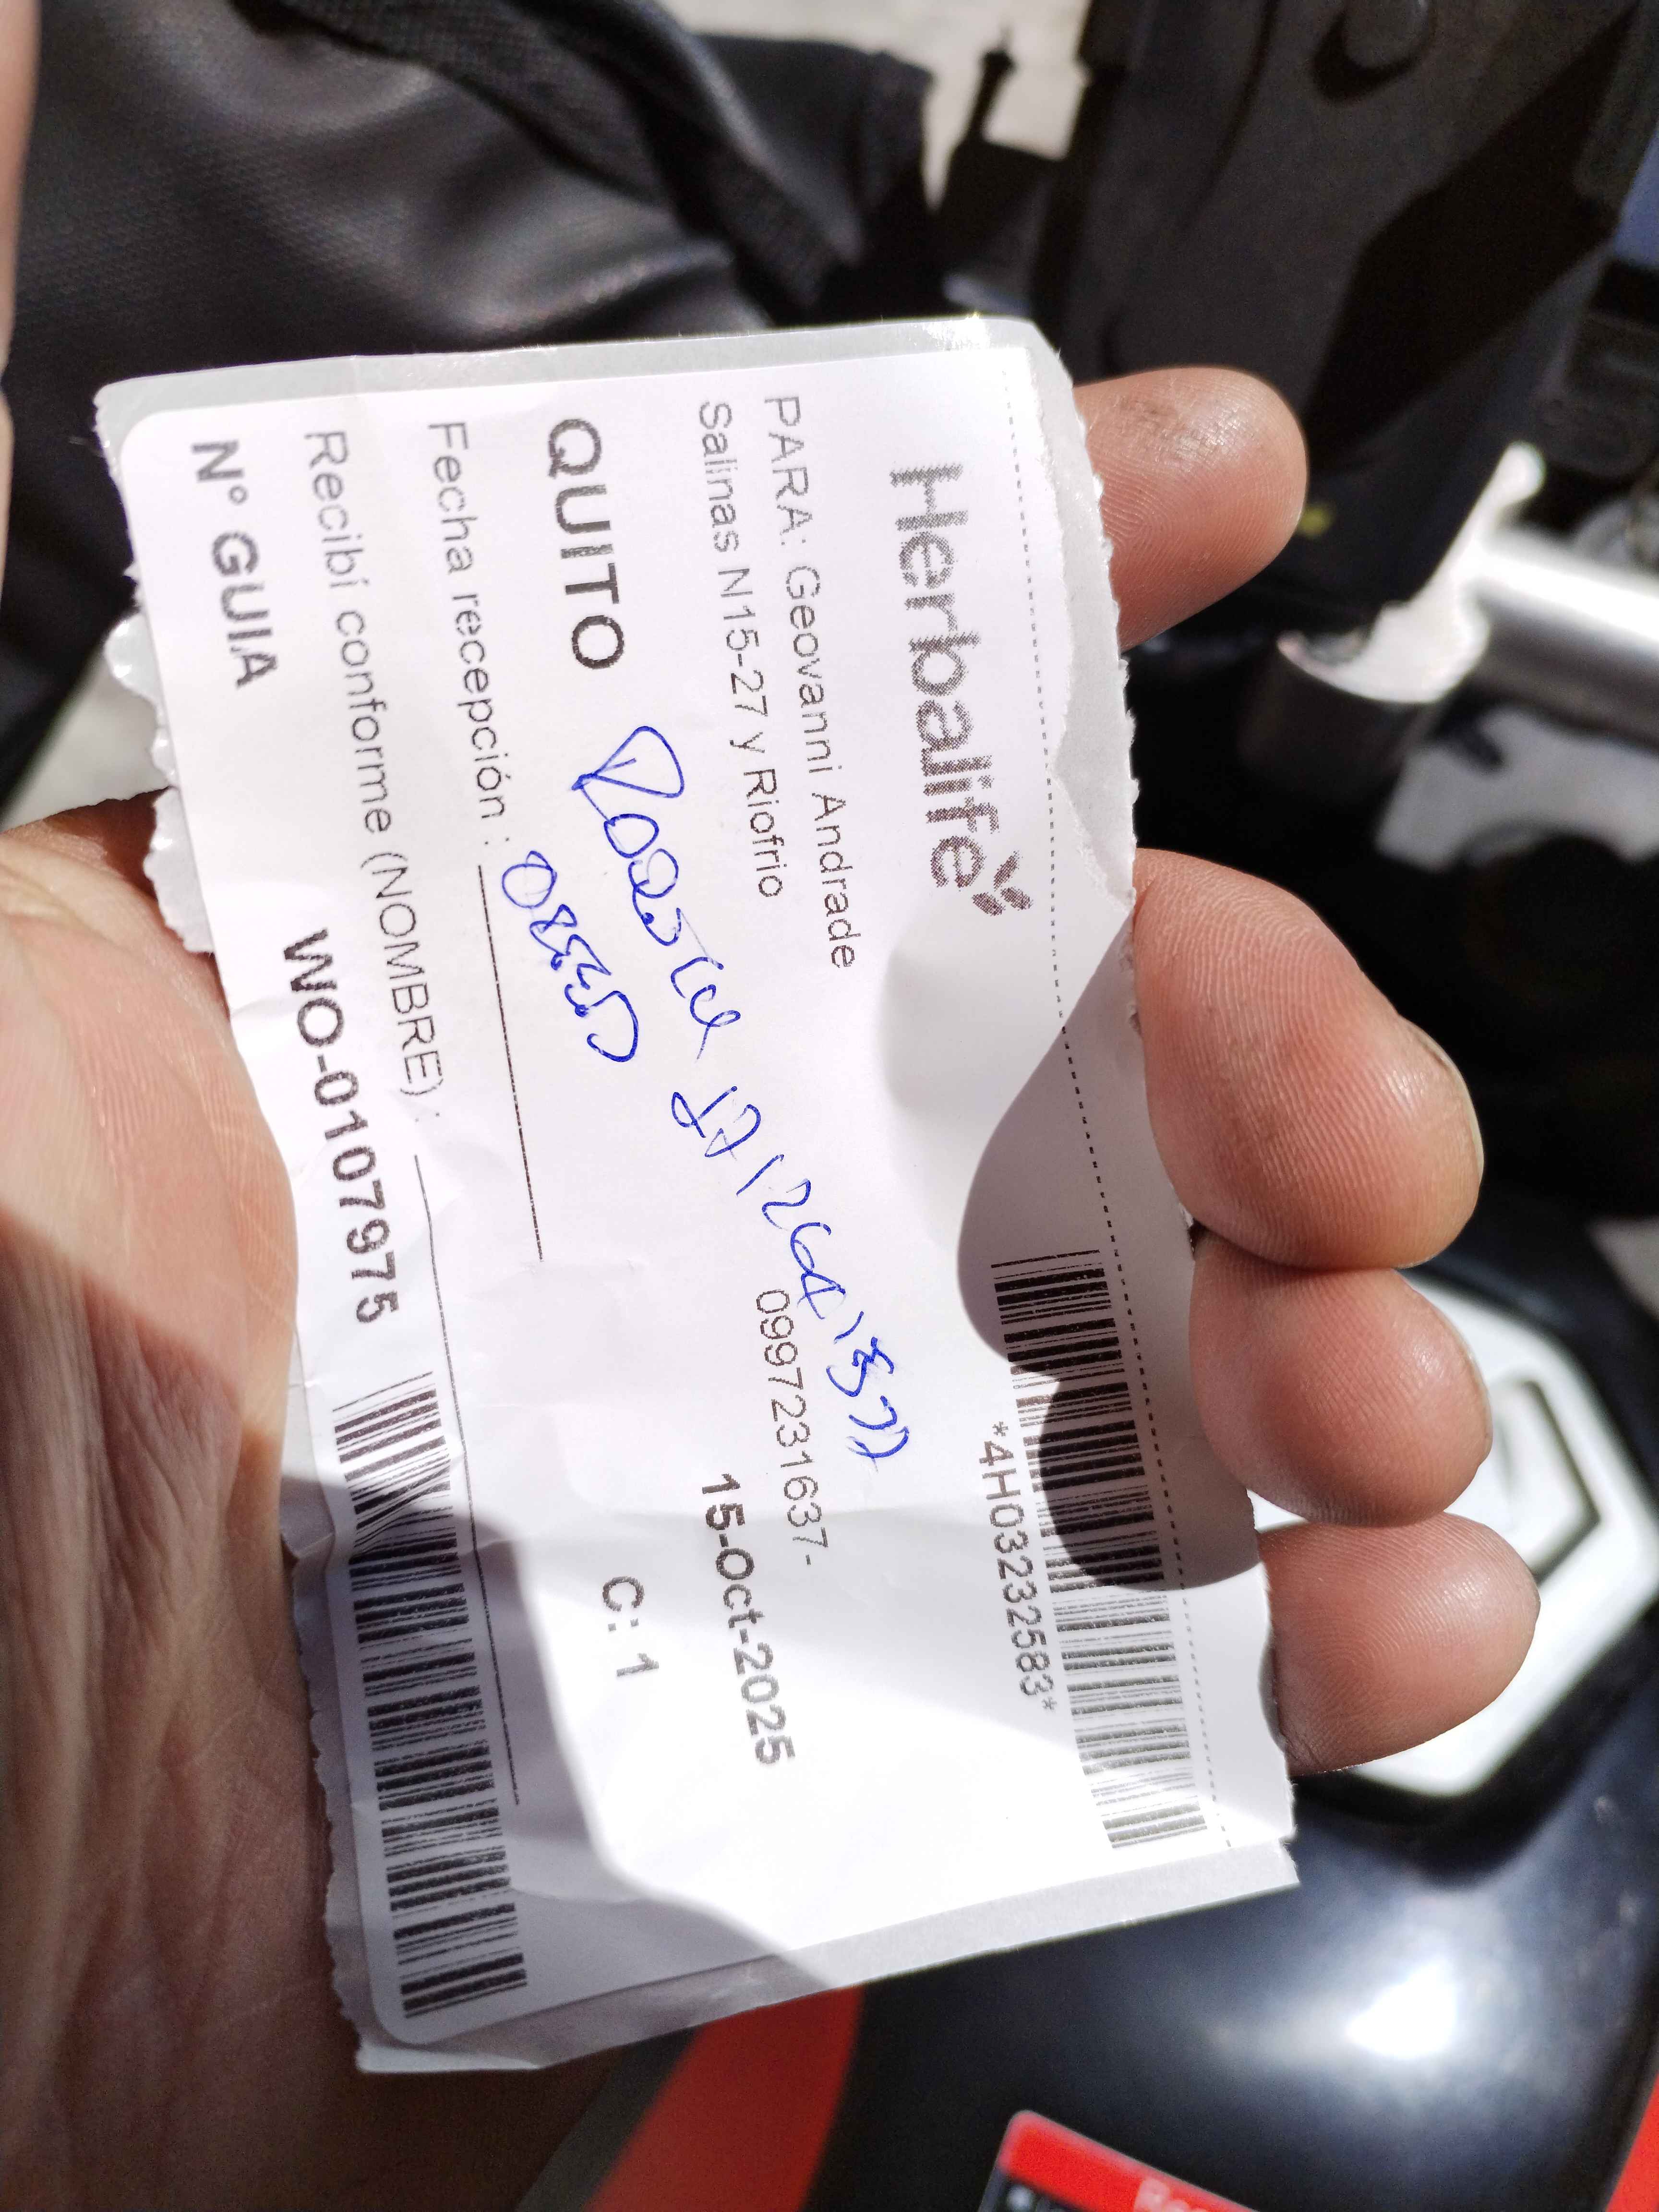 Herbalife
*4H03232583*
PARA: Geovanni Andrade
Salinas N15-27 y Riofrio
0997231637-
15-Oct-2025
QUITO
C: 1
Fecha recepción :
Recibí conforme (NOMBRE) :
N° GUIA
WO-0107975